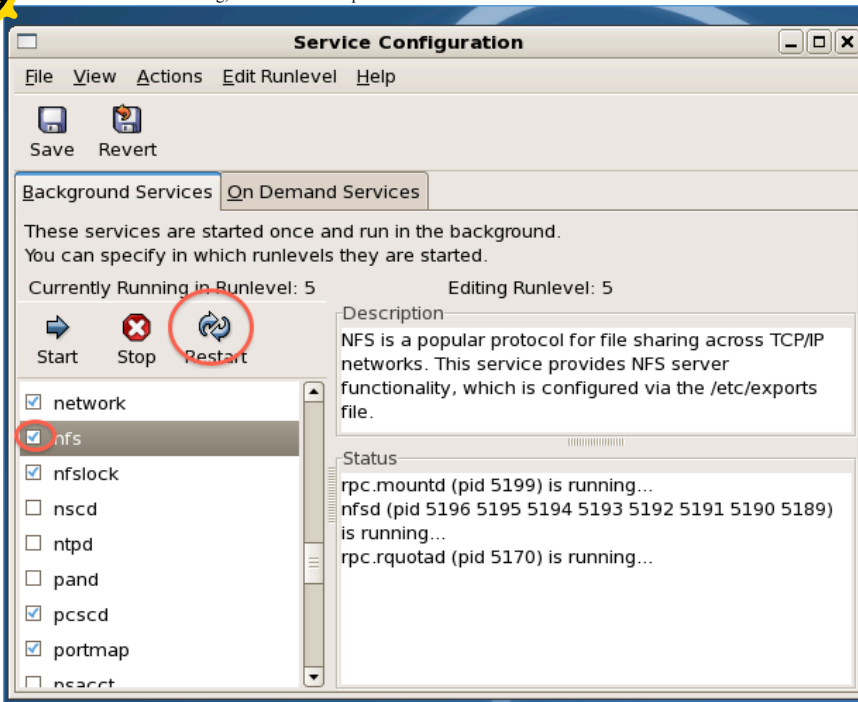 Service Configuration
File View Actions Edit Runlevel Help
Save Revert
Background Services On Demand Services
These services are started once and run in the background.
You can specify in which runlevels they are started.
Currently Running in Runlevel: 5 Editing Runlevel: 5
Start Stop Restart
network
nfs
nfslock
nscd
ntpd
pand
pcscd
portmap
psacct
Description
NFS is a popular protocol for file sharing across TCP/IP
networks. This service provides NFS server
functionality, which is configured via the /etc/exports
file.
Status
rpc.mountd (pid 5199) is running...
nfsd (pid 5196 5195 5194 5193 5192 5191 5190 5189)
is running...
rpc.rquotad (pid 5170) is running...